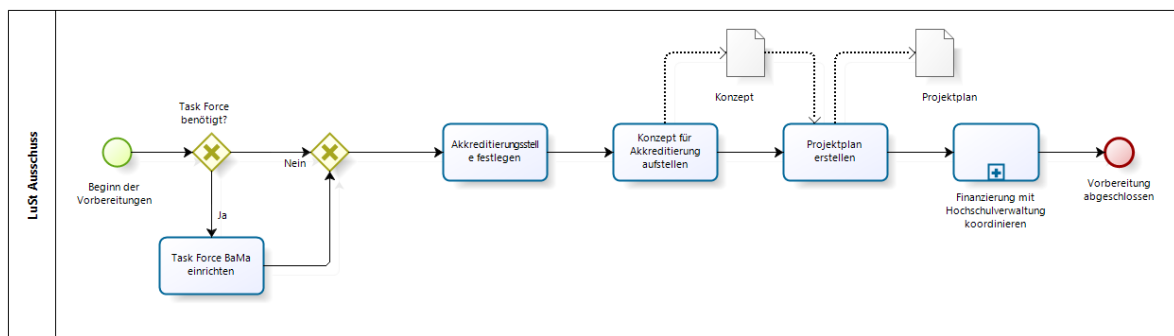 LuSt Ausschuss
Task Force
benötigt?
Beginn der
Vorbereitungen
Nein
Ja
Task Force BaMa
einrichten
Akkreditierungsstell
e festlegen
Konzept für
Akkreditierung
aufstellen
Konzept
Projektplan
erstellen
Projektplan
Finanzierung mit
Hochschulverwaltung
koordinieren
Vorbereitung
abgeschlossen